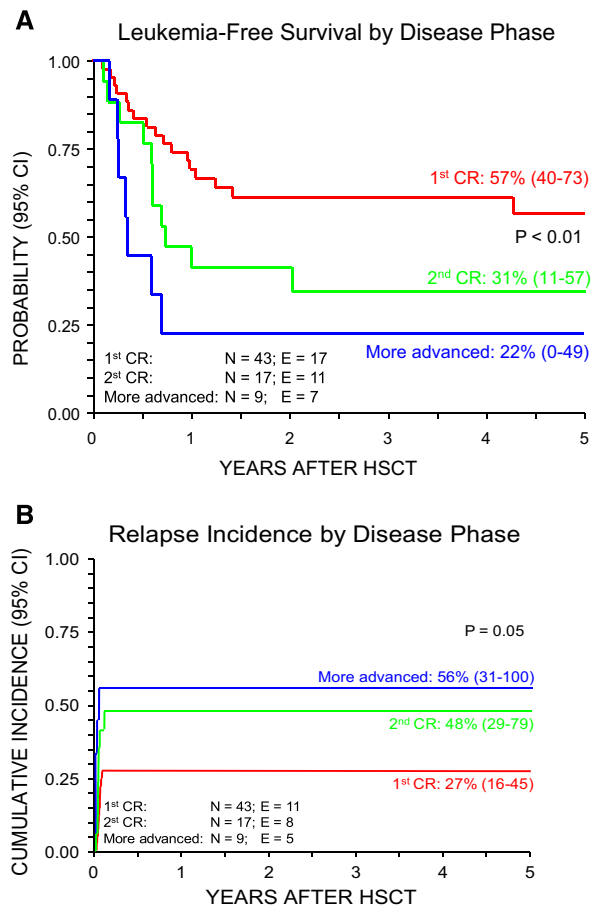 A
Leukemia-Free Survival by Disease Phase
PROBABILITY (95% CI)
1.00
0.75
0.50
0.25
0.00
1st CR: 57% (40-73)
P < 0.01
2nd CR: 31% (11-57)
More advanced: 22% (0-49)
1st CR: N = 43; E = 17
2st CR: N = 17; E = 11
More advanced: N = 9; E = 7
0 1 2 3 4 5
YEARS AFTER HSCT
B
Relapse Incidence by Disease Phase
CUMULATIVE INCIDENCE (95% CI)
1.00
0.75
0.50
0.25
0.00
P = 0.05
More advanced: 56% (31-100)
2nd CR: 48% (29-79)
1st CR: 27% (16-45)
1st CR: N = 43; E = 11
2st CR: N = 17; E = 8
More advanced: N = 9; E = 5
0 1 2 3 4 5
YEARS AFTER HSCT